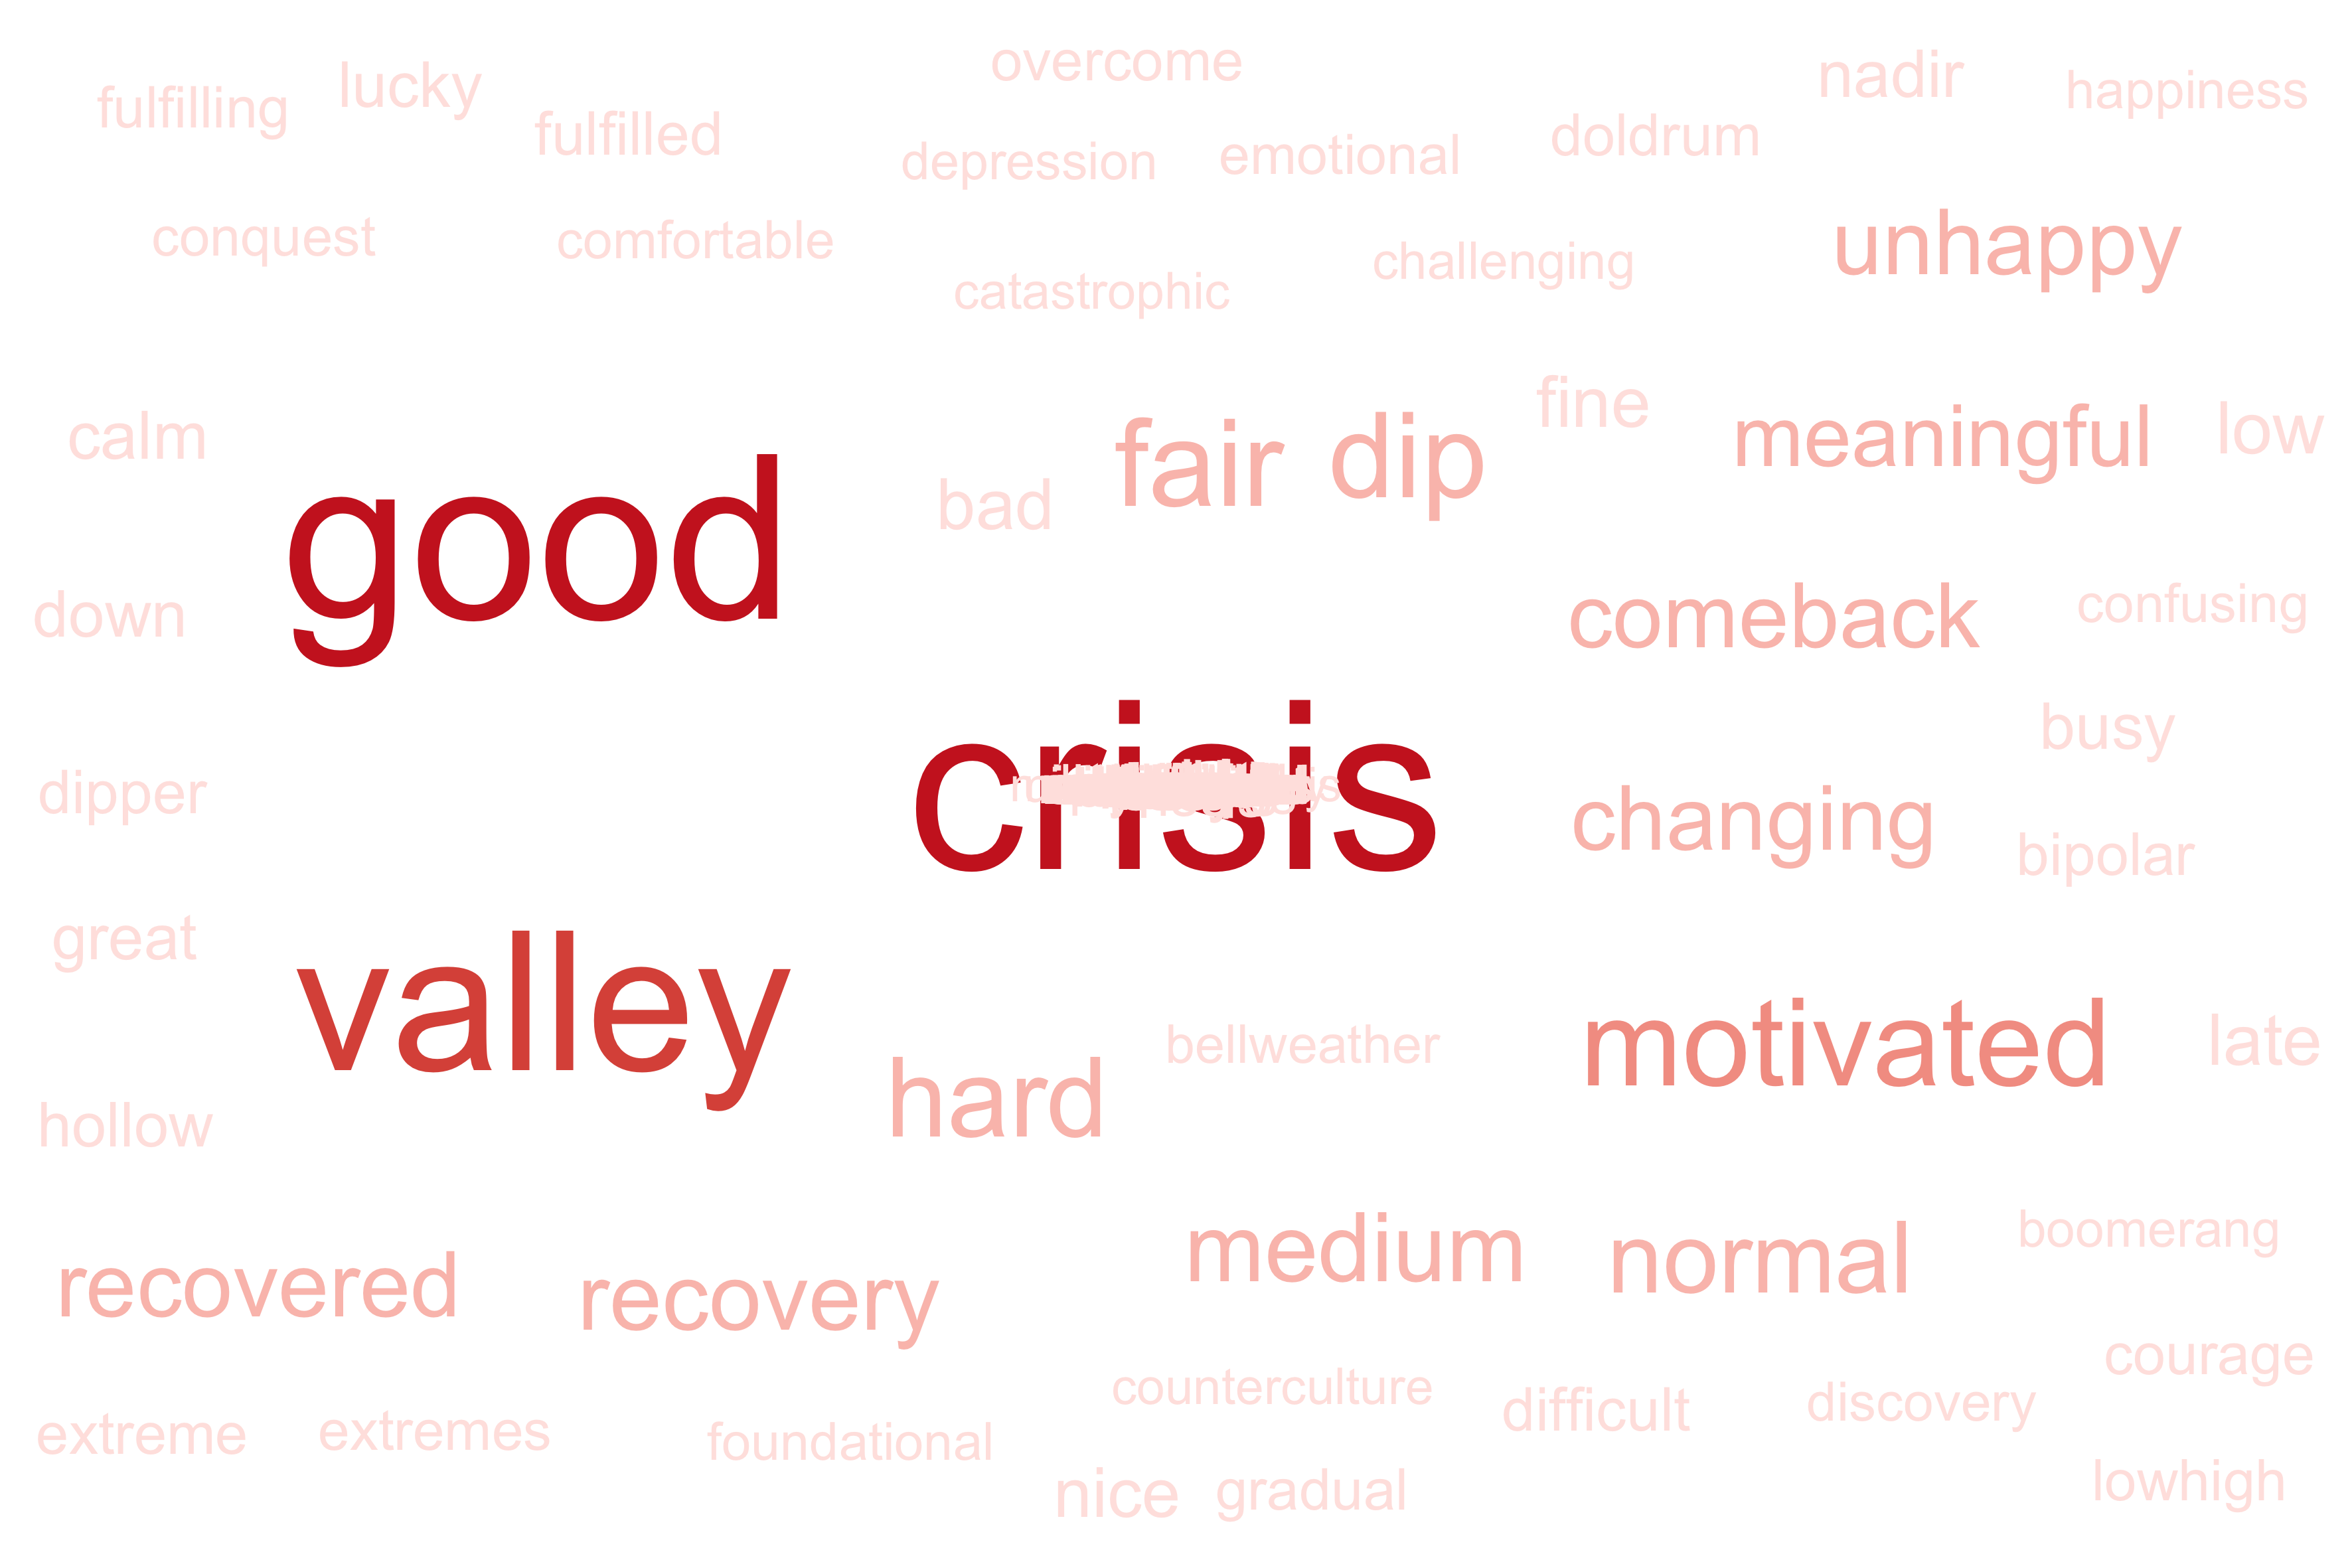 overcome
nadir
happiness
fulfilling
lucky
fulfilled
depression
emotional
doldrum
conquest
comfortable
catastrophic
challenging
unhappy
calm
good
bad
fair
dip
fine
meaningful
low
down
comeback
confusing
dipper
crisis
changing
busy
bipolar
great
valley
hard
bellweather
motivated
late
hollow
recovered
recovery
medium
normal
boomerang
extreme
extremes
foundational
counterculture
difficult
discovery
courage
nice
gradual
lowhigh